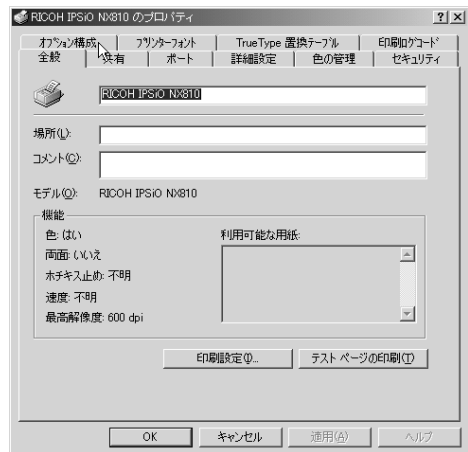 RICOH IPSiO NX810 のプロパティ
オプション構成 プリンターフォント TrueType 置換テーブル 印刷ログコード
全般 共有 ポート 詳細設定 色の管理 セキュリティ
RICOH IPSiO NX810
場所(L):
コメント(C):
モデル(O): RICOH IPSiO NX810
機能
色: はい 利用可能な用紙:
両面: いいえ
ホチキス止め: 不明
速度: 不明
最高解像度: 600 dpi
印刷設定(I)... テスト ページの印刷(T)
OK キャンセル 適用(A) ヘルプ